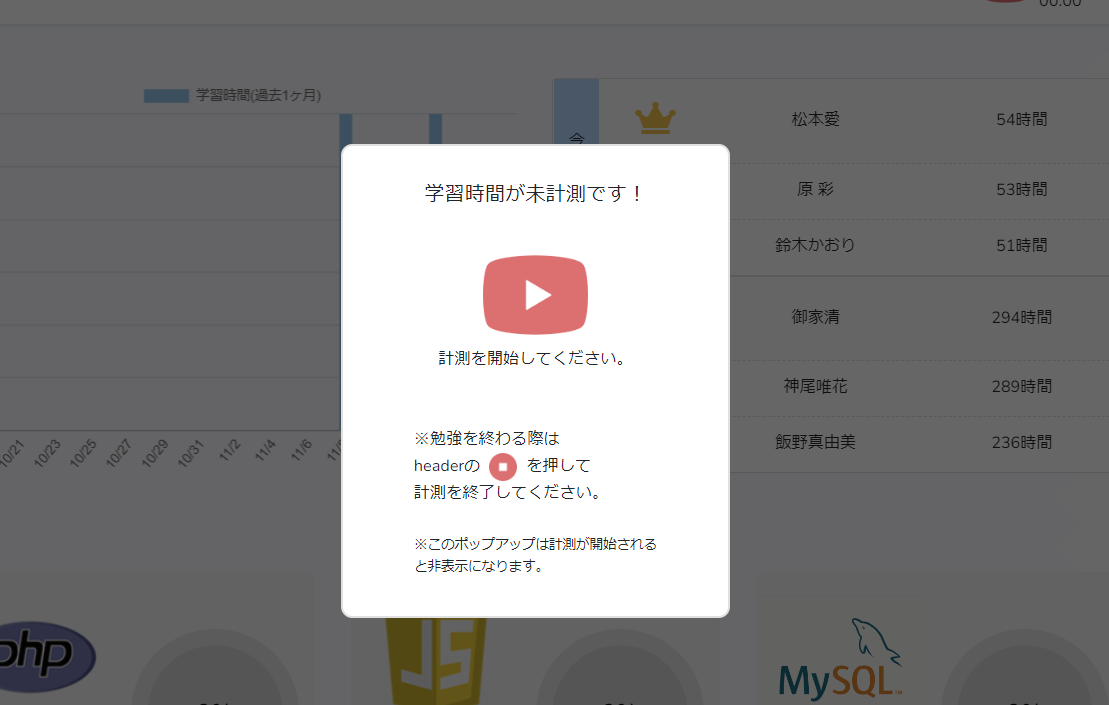 00:00
学習時間(過去1ヶ月)
今
松本愛 54時間
原 彩 53時間
鈴木かおり 51時間
御家清 294時間
神尾唯花 289時間
飯野真由美 236時間
10/21 10/23 10/25 10/27 10/29 10/31 11/2 11/4 11/6
学習時間が未計測です！
計測を開始してください。
※勉強を終わる際は
headerの を押して
計測を終了してください。
※このポップアップは計測が開始される
と非表示になります。
php
JS
MySQL